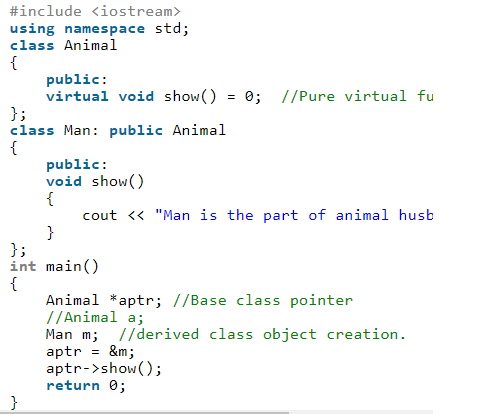 #include <iostream>
using namespace std;
class Animal
{
    public:
    virtual void show() = 0;  //Pure virtual fu
};
class Man: public Animal
{
    public:
    void show()
    {
        cout << "Man is the part of animal husb
    }
};
int main()
{
    Animal *aptr; //Base class pointer
    //Animal a;
    Man m;  //derived class object creation.
    aptr = &m;
    aptr->show();
    return 0;
}